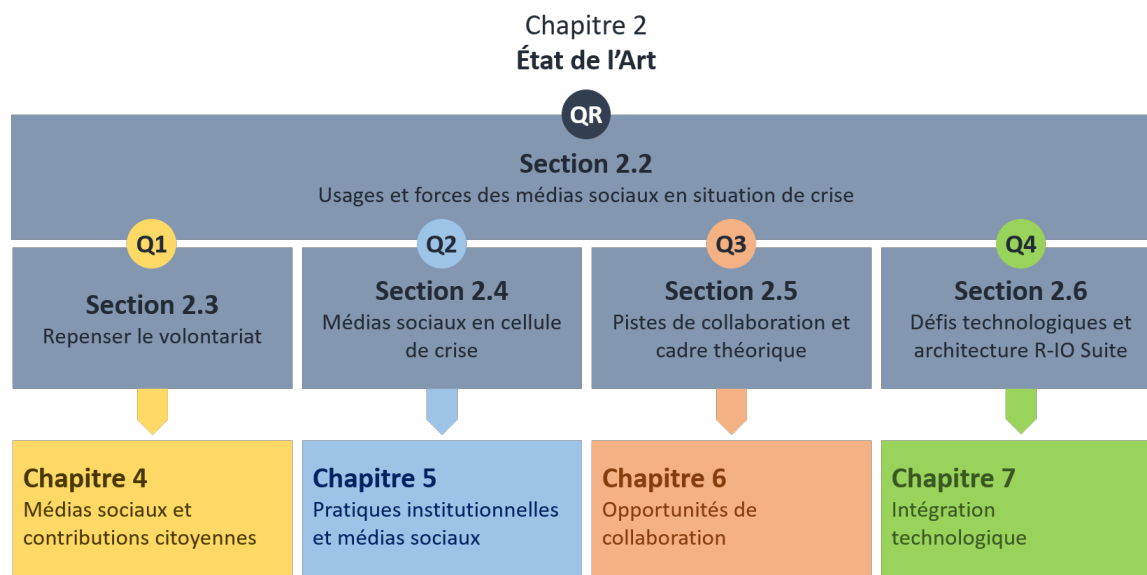 Chapitre 2
État de l'Art
QR
Section 2.2
Usages et forces des médias sociaux en situation de crise
Q1
Section 2.3
Repenser le volontariat
Q2
Section 2.4
Médias sociaux en cellule
de crise
Q3
Section 2.5
Pistes de collaboration et
cadre théorique
Q4
Section 2.6
Défis technologiques et
architecture R-IO Suite
Chapitre 4
Médias sociaux et
contributions citoyennes
Chapitre 5
Pratiques institutionnelles
et médias sociaux
Chapitre 6
Opportunités de
collaboration
Chapitre 7
Intégration
technologique